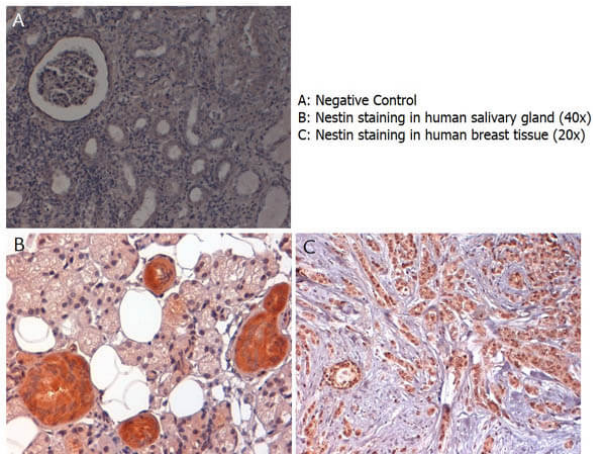 A
A: Negative Control
B: Nestin staining in human salivary gland (40x)
C: Nestin staining in human breast tissue (20x)
B
C